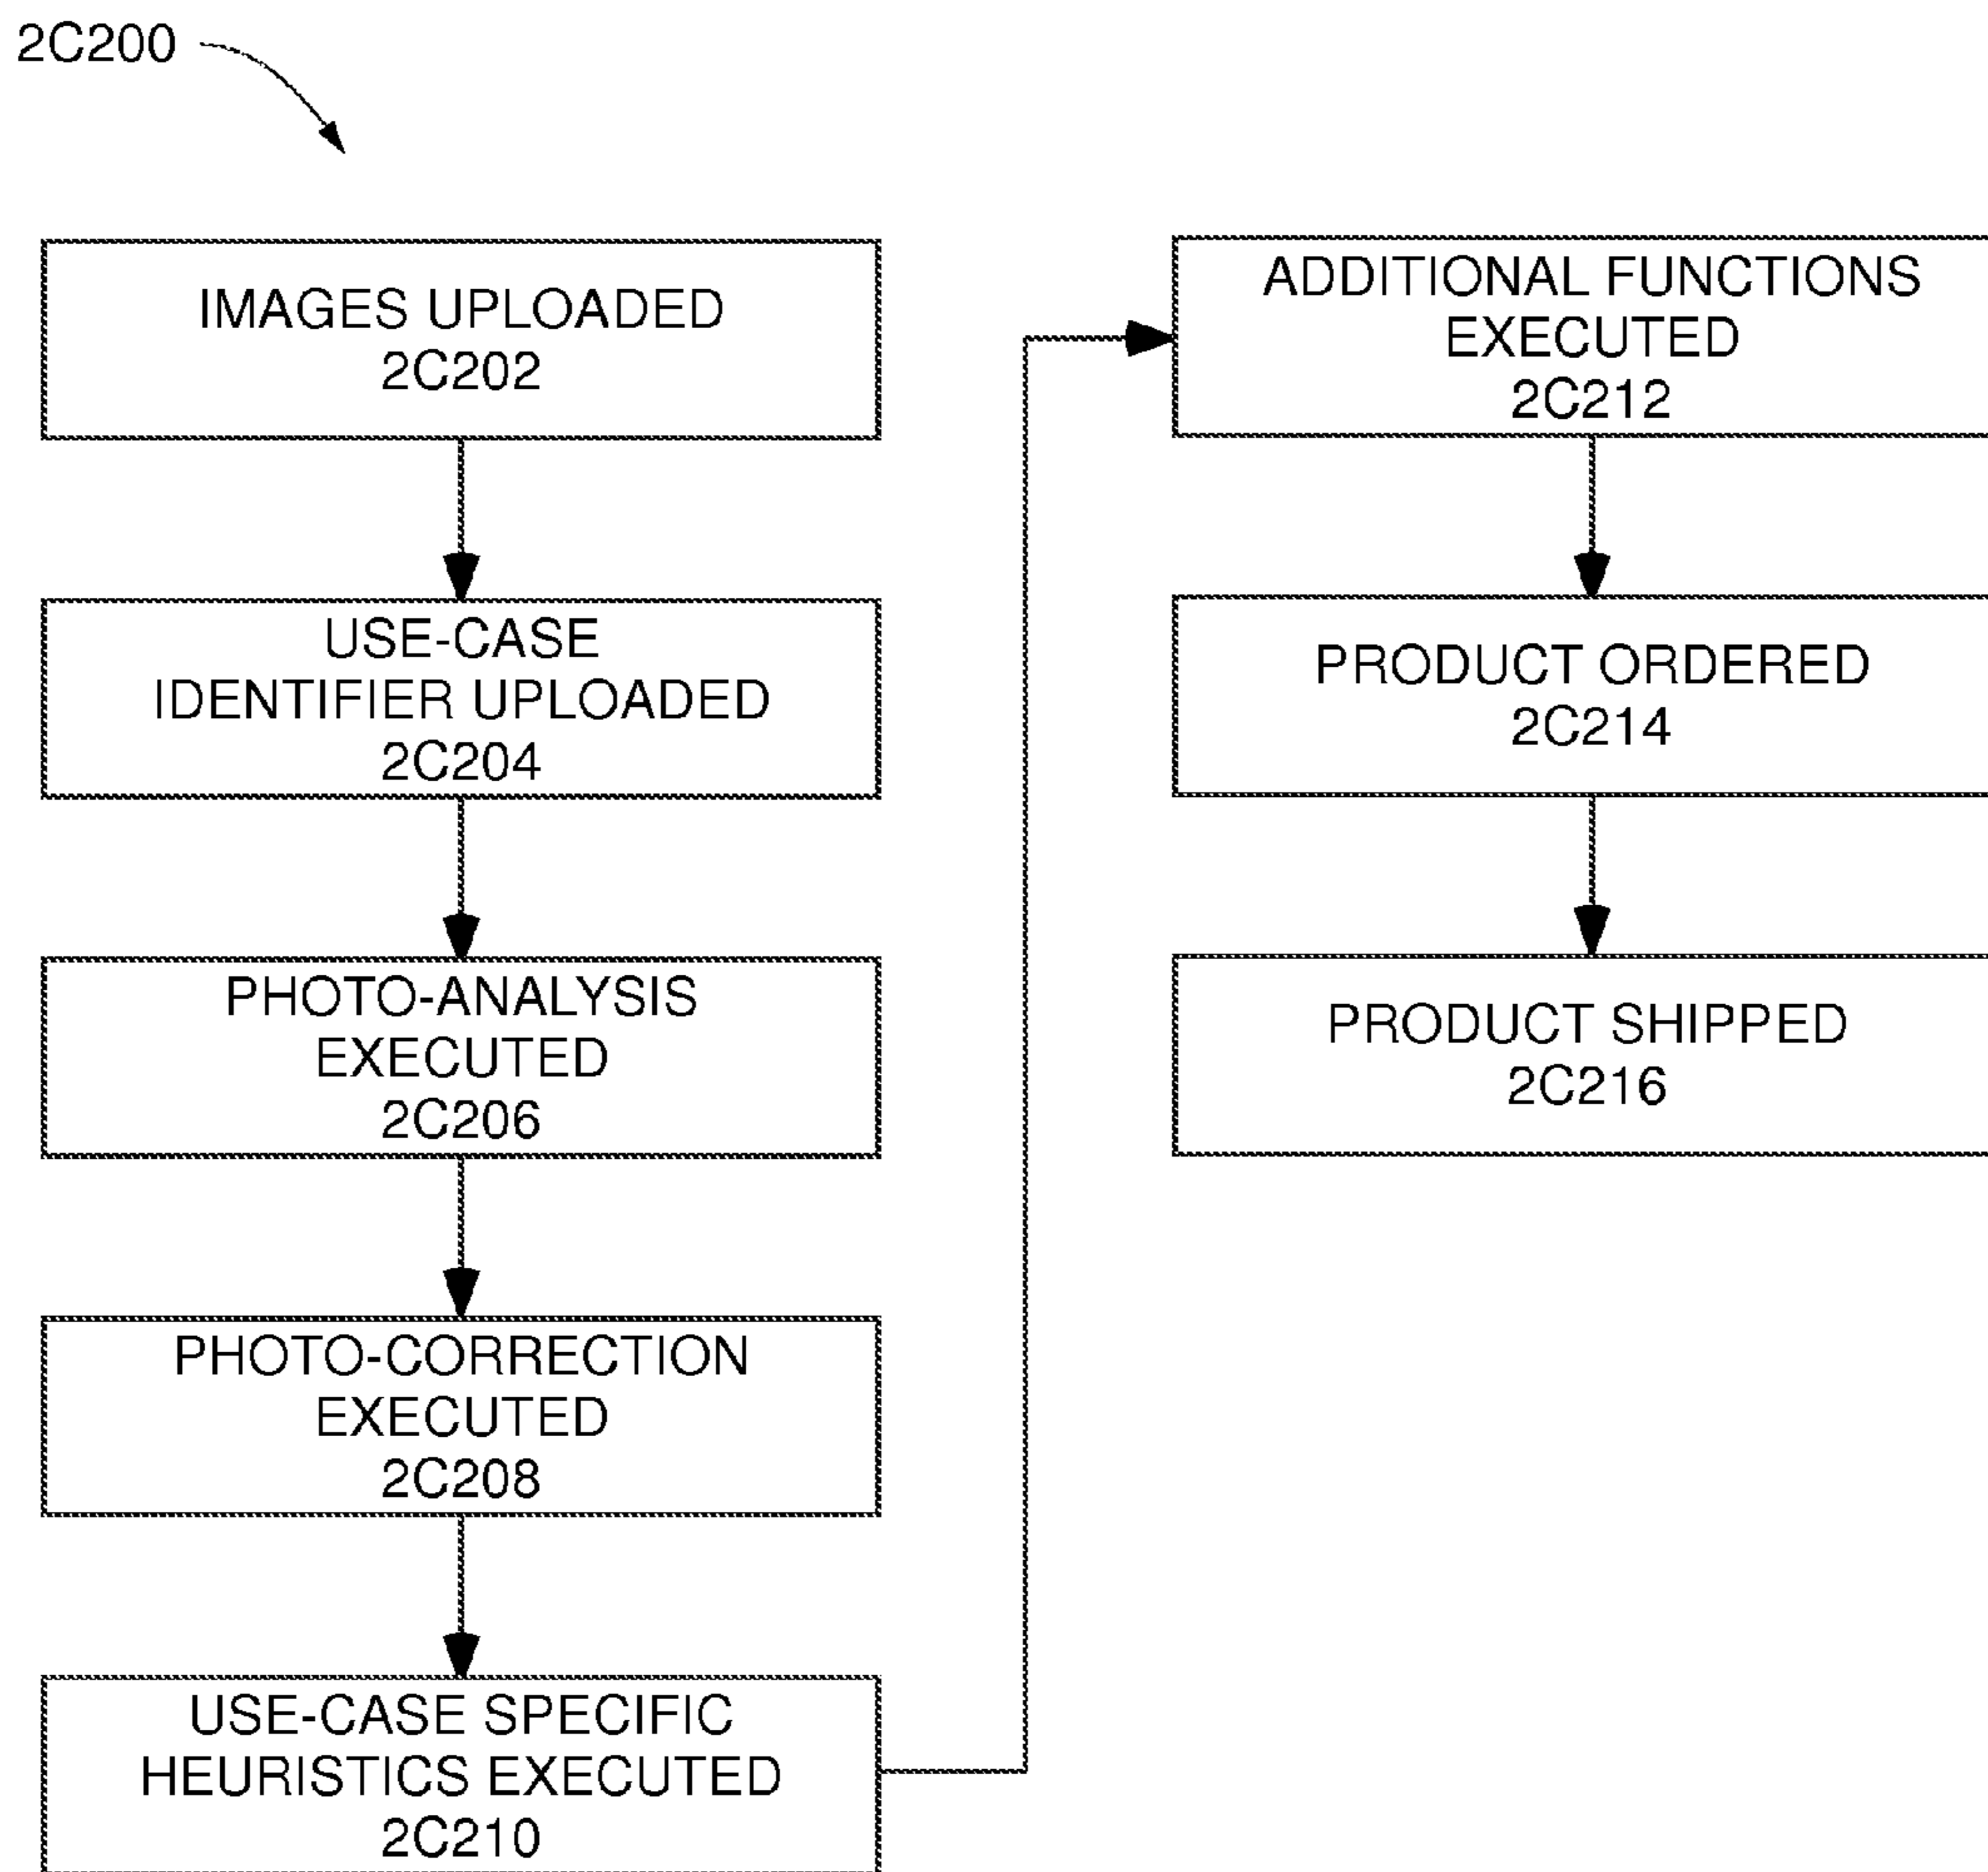 2C200
IMAGES UPLOADED
2C202
USE-CASE
IDENTIFIER UPLOADED
2C204
PHOTO-ANALYSIS
EXECUTED
2C206
PHOTO-CORRECTION
EXECUTED
2C208
USE-CASE SPECIFIC
HEURISTICS EXECUTED
2C210
ADDITIONAL FUNCTIONS
EXECUTED
2C212
PRODUCT ORDERED
2C214
PRODUCT SHIPPED
2C216